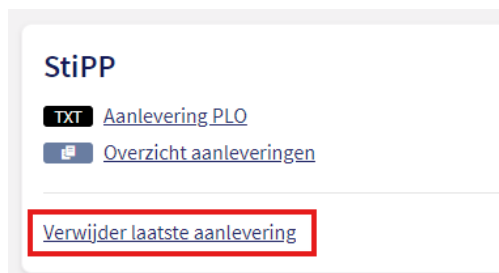 StiPP
TXT Aanlevering PLO
Overzicht aanleveringen
Verwijder laatste aanlevering